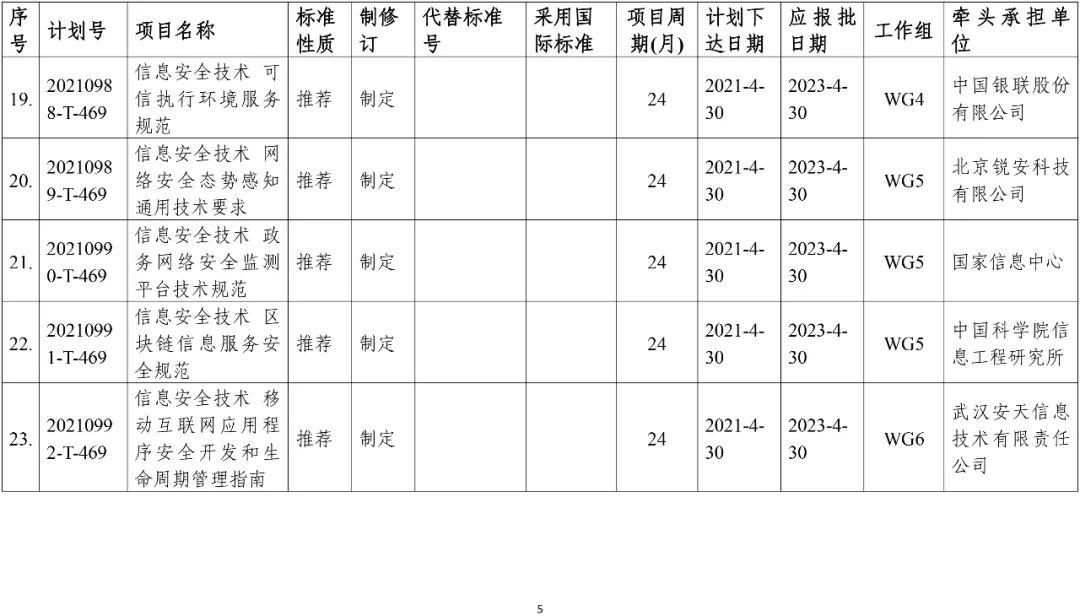 序号 计划号 项目名称 标准性质 制修订 代替标准号 采用国际标准 项目周期(月) 计划下达日期 应报批日期 工作组 牵头承担单位
19. 20210988-T-469 信息安全技术 可信执行环境服务规范 推荐 制定 24 2021-4-30 2023-4-30 WG4 中国银联股份有限公司
20. 20210989-T-469 信息安全技术 网络安全态势感知通用技术要求 推荐 制定 24 2021-4-30 2023-4-30 WG5 北京锐安科技有限公司
21. 20210990-T-469 信息安全技术 政务网络安全监测平台技术规范 推荐 制定 24 2021-4-30 2023-4-30 WG5 国家信息中心
22. 20210991-T-469 信息安全技术 区块链信息服务安全规范 推荐 制定 24 2021-4-30 2023-4-30 WG5 中国科学院信息工程研究所
23. 20210992-T-469 信息安全技术 移动互联网应用程序安全开发和生命周期管理指南 推荐 制定 24 2021-4-30 2023-4-30 WG6 武汉安天信息技术有限责任公司
5